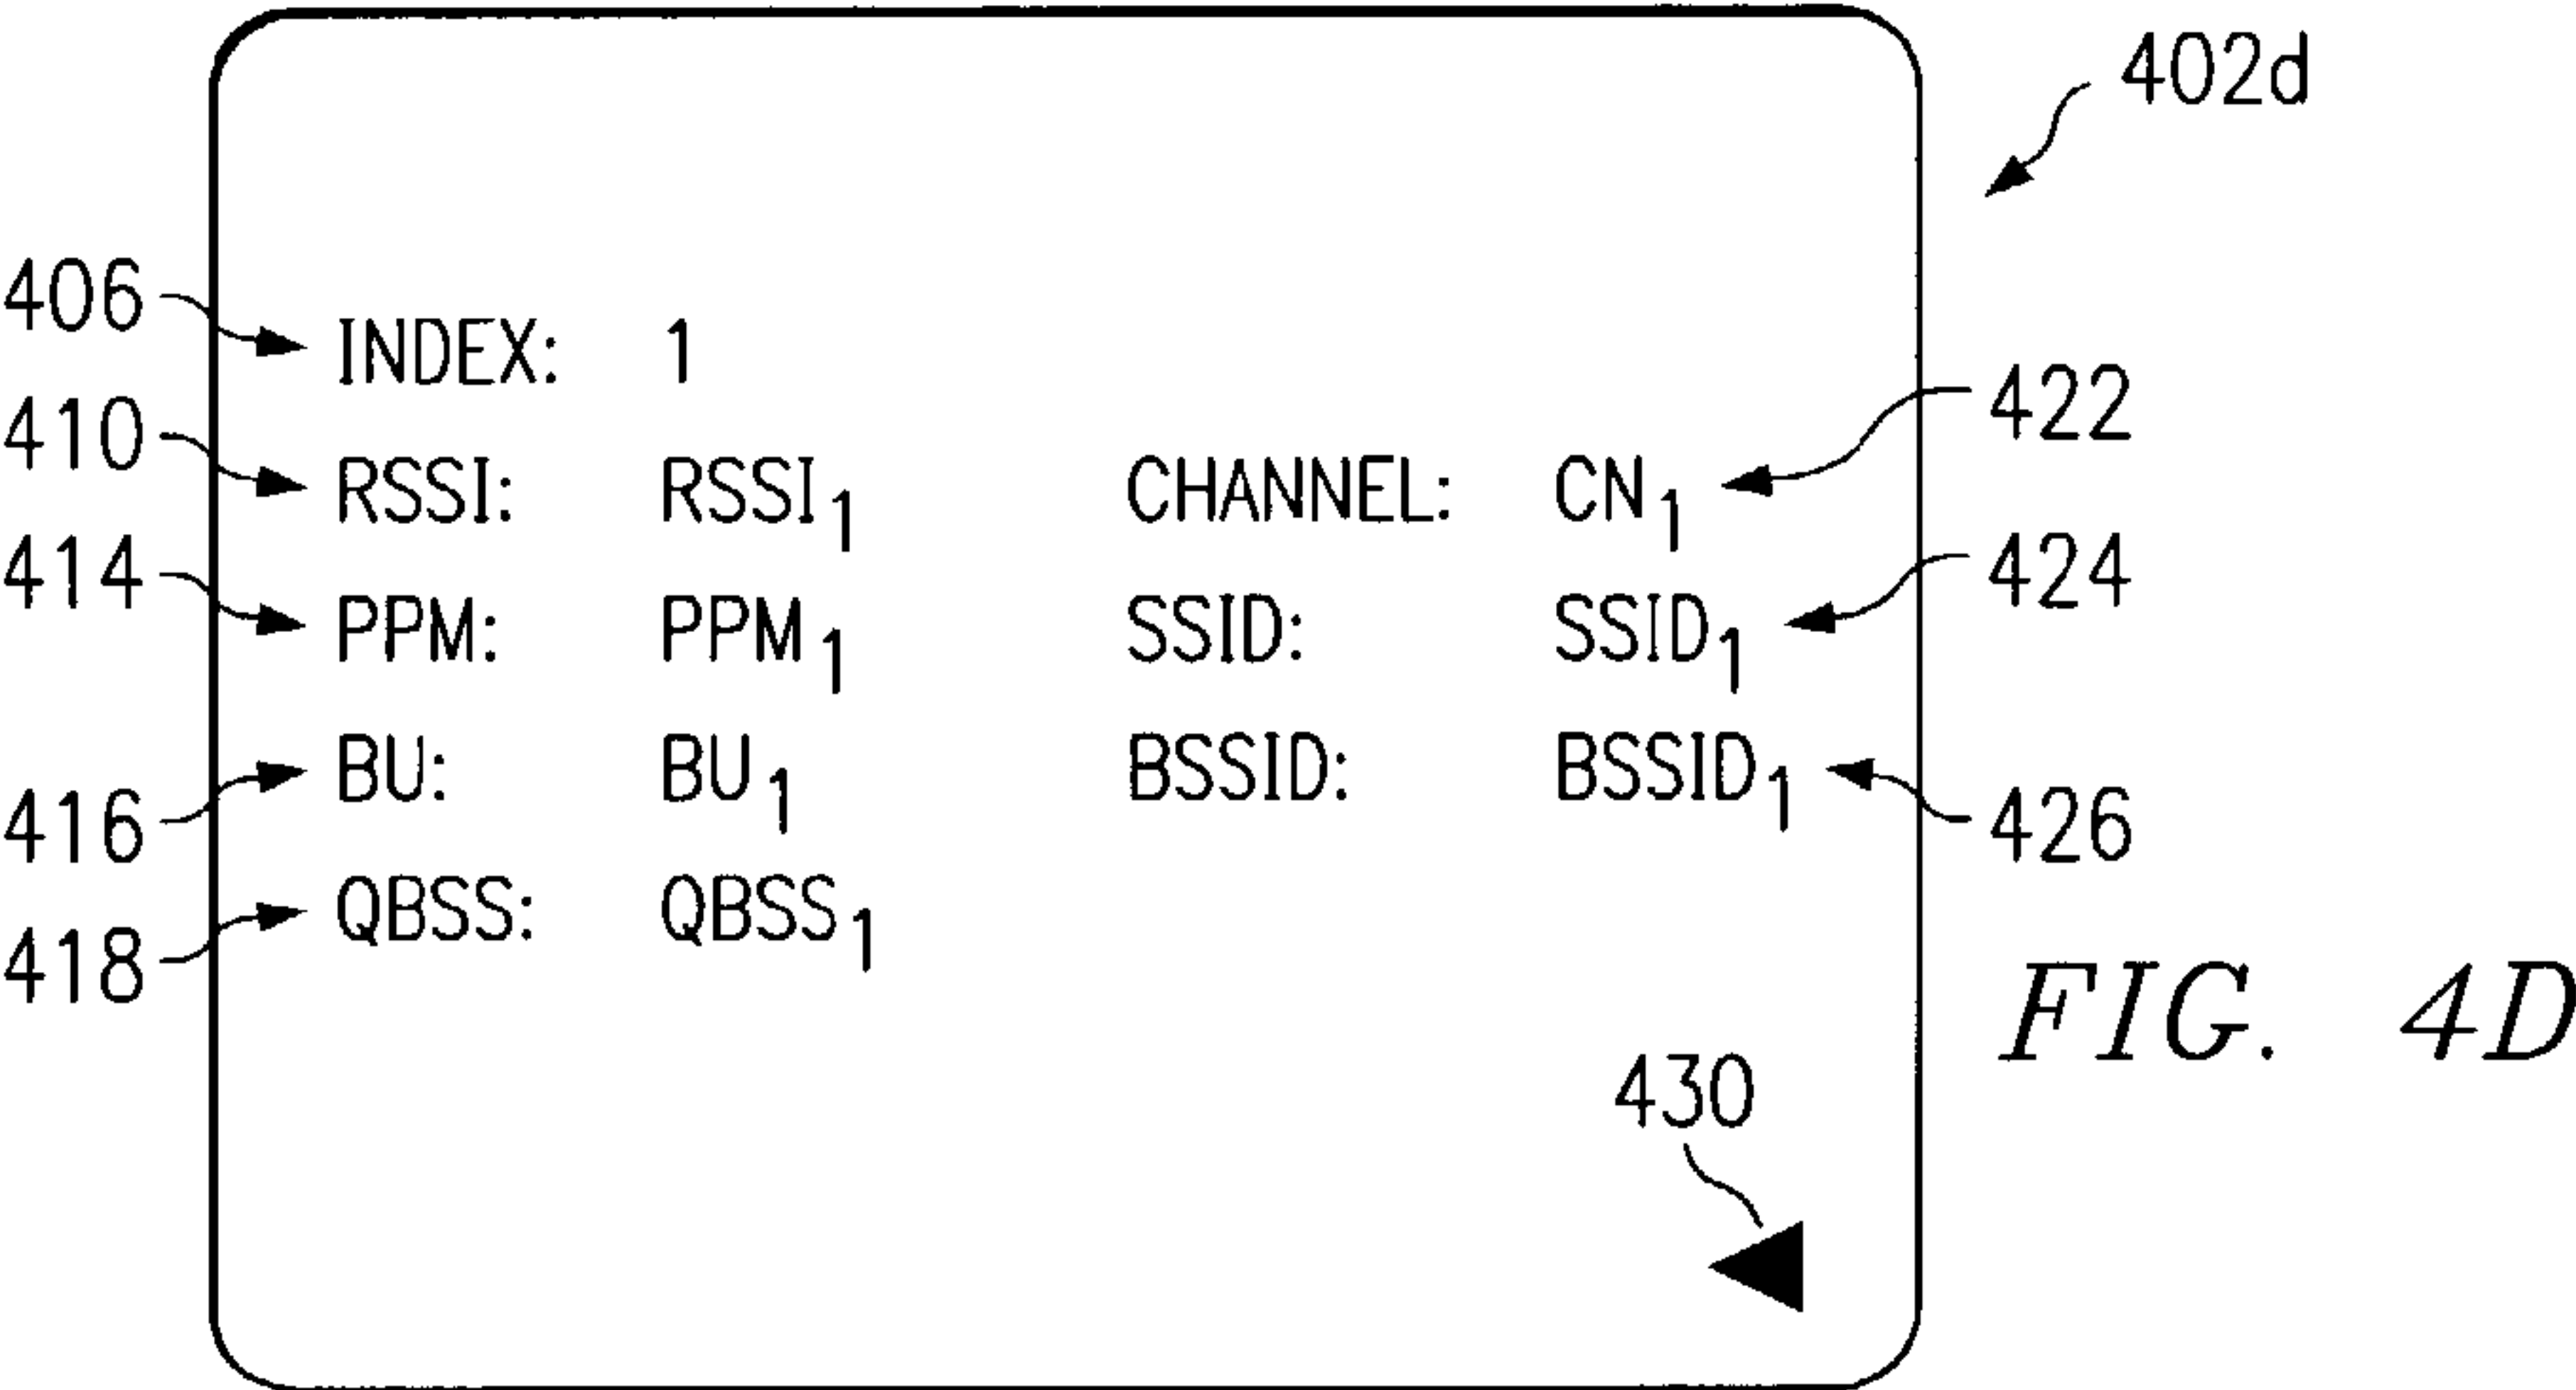 402d
406
INDEX: 1
422
410
RSSI: RSSI1 CHANNEL: CN1
424
414
PPM: PPM1 SSID: SSID1
BU: BU1 BSSID: BSSID1
416
426
QBSS: QBSS1
418
FIG. 4D
430